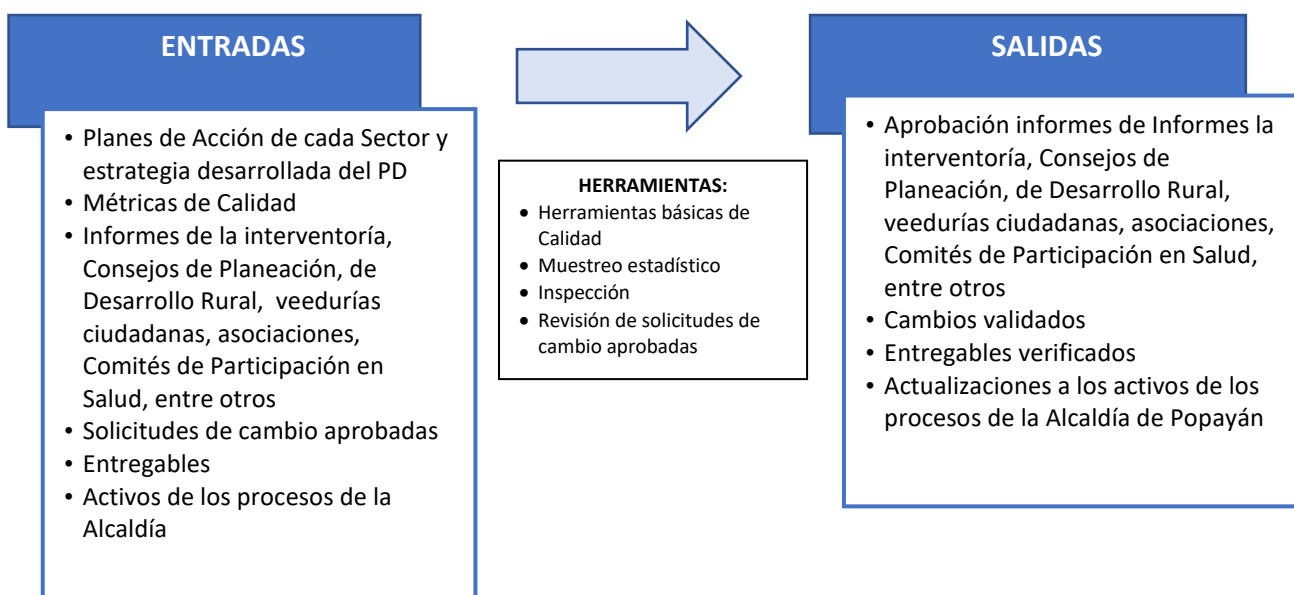 ENTRADAS
• Planes de Acción de cada Sector y
estrategia desarrollada del PD
• Métricas de Calidad
• Informes de la interventoría,
Consejos de Planeación, de
Desarrollo Rural, veedurías
ciudadanas, asociaciones,
Comités de Participación en
Salud, entre otros
• Solicitudes de cambio aprobadas
• Entregables
• Activos de los procesos de la
Alcaldía
HERRAMIENTAS:
• Herramientas básicas de
Calidad
• Muestreo estadístico
• Inspección
• Revisión de solicitudes de
cambio aprobadas
SALIDAS
• Aprobación informes de Informes la
interventoría, Consejos de
Planeación, de Desarrollo Rural,
veedurías ciudadanas, asociaciones,
Comités de Participación en Salud,
entre otros
• Cambios validados
• Entregables verificados
• Actualizaciones a los activos de los
procesos de la Alcaldía de Popayán